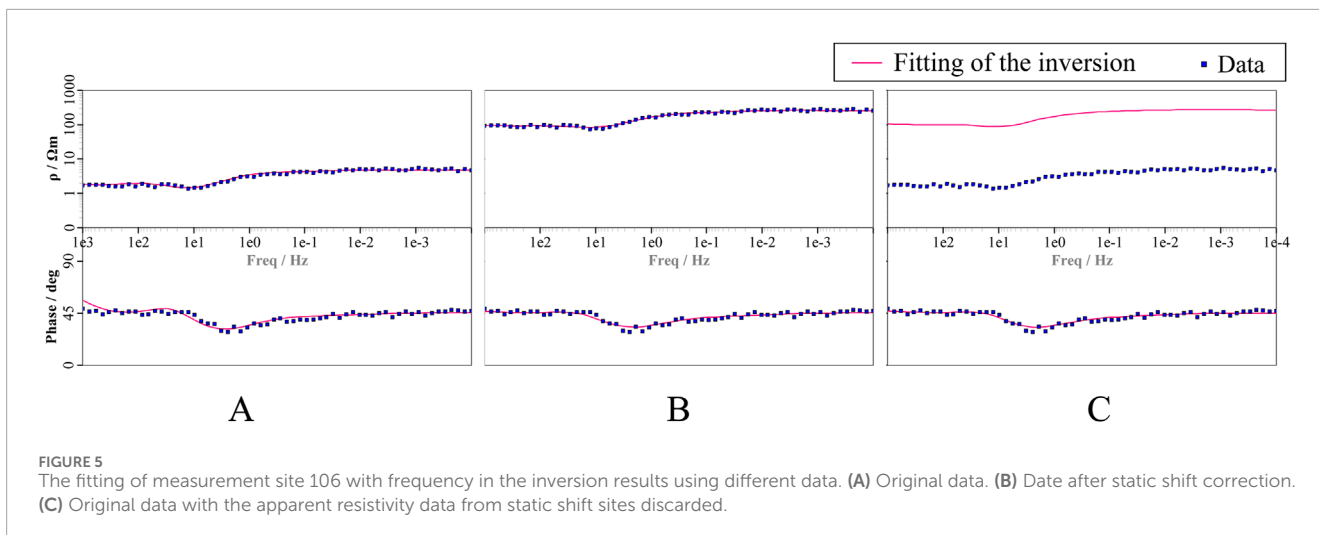 Fitting of the inversion Data
ρ / Ωm
1000
100
10
1
0
1e3 1e2 1e1 1e0 1e-1 1e-3
1e2 1e1 1e0 1e-1 1e-3
1e2 1e1 1e0 1e-1 1e-2 1e-3 1e-4
Freq / Hz Freq / Hz Freq / Hz
Phase / deg
90
45
0
A B C
FIGURE 5
The fitting of measurement site 106 with frequency in the inversion results using different data. (A) Original data. (B) Date after static shift correction.
(C) Original data with the apparent resistivity data from static shift sites discarded.